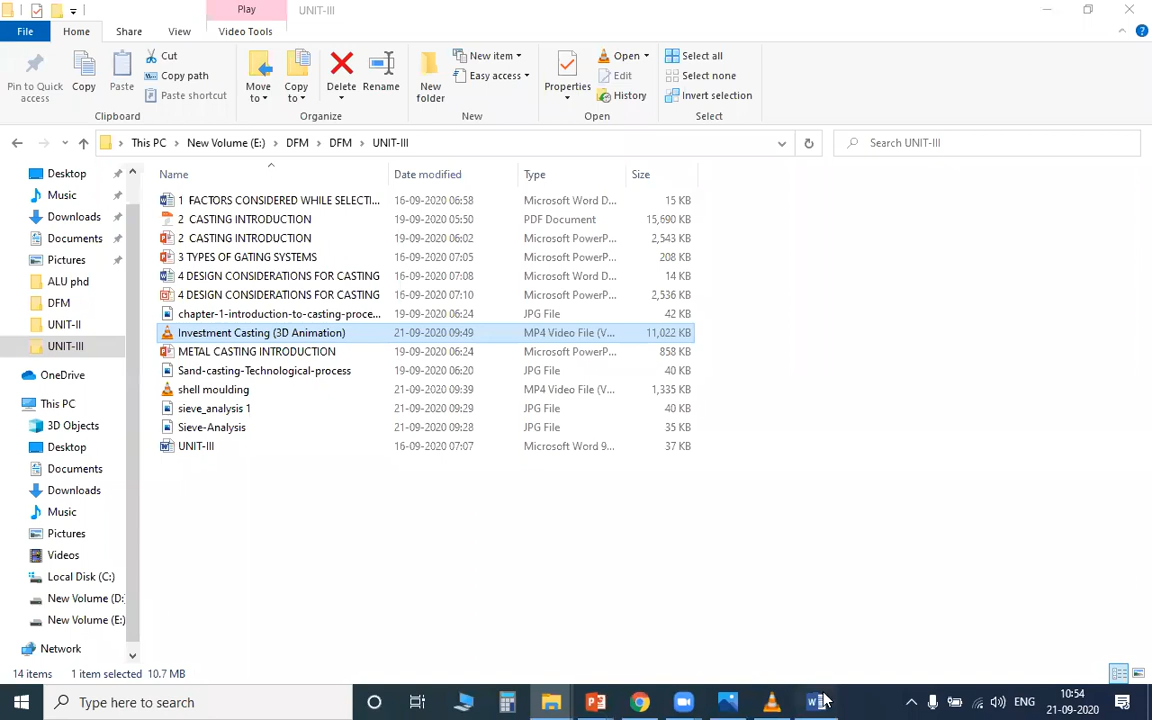 Play
UNIT-III
File
Home
Share
View
Video Tools
Pin to Quick access
Copy
Paste
Cut
Copy path
Paste shortcut
Clipboard
Move to
Copy to
Delete
Rename
Organize
New folder
New item
Easy access
New
Properties
Open
Edit
History
Open
Select all
Select none
Invert selection
Select
This PC > New Volume (E:) > DFM > DFM > UNIT-III
Search UNIT-III
Name Date modified Type Size
1 FACTORS CONSIDERED WHILE SELECTI... 16-09-2020 06:58 Microsoft Word D... 15 KB
2 CASTING INTRODUCTION 19-09-2020 05:50 PDF Document 15,690 KB
2 CASTING INTRODUCTION 19-09-2020 06:02 Microsoft PowerP... 2,543 KB
3 TYPES OF GATING SYSTEMS 16-09-2020 07:05 Microsoft PowerP... 208 KB
4 DESIGN CONSIDERATIONS FOR CASTING 16-09-2020 07:08 Microsoft Word D... 14 KB
4 DESIGN CONSIDERATIONS FOR CASTING 16-09-2020 07:10 Microsoft PowerP... 2,536 KB
chapter-1-introduction-to-casting-proce... 19-09-2020 06:24 JPG File 42 KB
Investment Casting (3D Animation) 21-09-2020 09:49 MP4 Video File (V... 11,022 KB
METAL CASTING INTRODUCTION 19-09-2020 06:24 Microsoft PowerP... 858 KB
Sand-casting-Technological-process 19-09-2020 06:20 JPG File 40 KB
shell moulding 21-09-2020 09:39 MP4 Video File (V... 1,335 KB
sieve_analysis 1 21-09-2020 09:29 JPG File 40 KB
Sieve-Analysis 21-09-2020 09:28 JPG File 35 KB
UNIT-III 16-09-2020 07:07 Microsoft Word 9... 37 KB
Desktop
Music
Downloads
Documents
Pictures
ALU phd
DFM
UNIT-II
UNIT-III
OneDrive
This PC
3D Objects
Desktop
Documents
Downloads
Music
Pictures
Videos
Local Disk (C:)
New Volume (D:
New Volume (E:)
Network
14 items 1 item selected 10.7 MB
Type here to search
ENG
10:54
21-09-2020